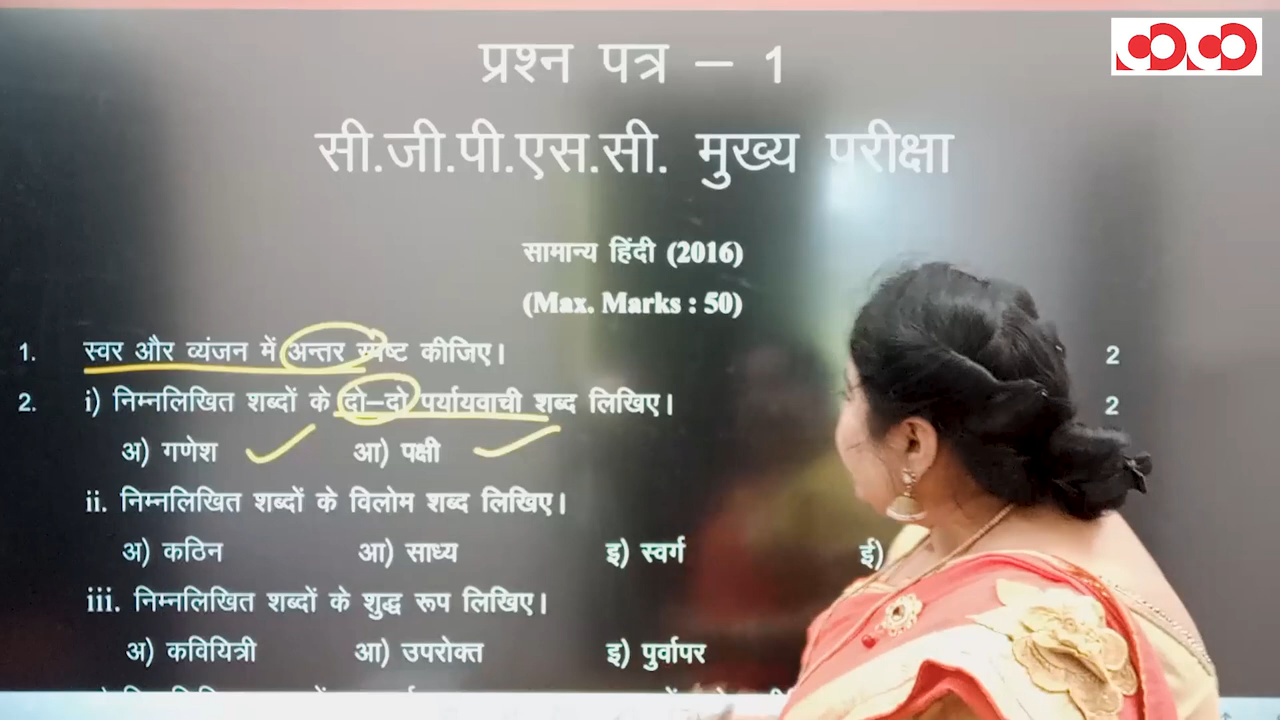 प्रश्न पत्र – 1
सी.जी.पी.एस.सी. मुख्य परीक्षा
सामान्य हिंदी (2016)
(Max. Marks : 50)
1. स्वर और व्यंजन में अन्तर स्पष्ट कीजिए। 2
2. i) निम्नलिखित शब्दों के दो–दो पर्यायवाची शब्द लिखिए। 2
अ) गणेश आ) पक्षी
ii. निम्नलिखित शब्दों के विलोम शब्द लिखिए।
अ) कठिन आ) साध्य इ) स्वर्ग ई)
iii. निम्नलिखित शब्दों के शुद्ध रूप लिखिए।
अ) कवियित्री आ) उपरोक्त इ) पुर्वापर